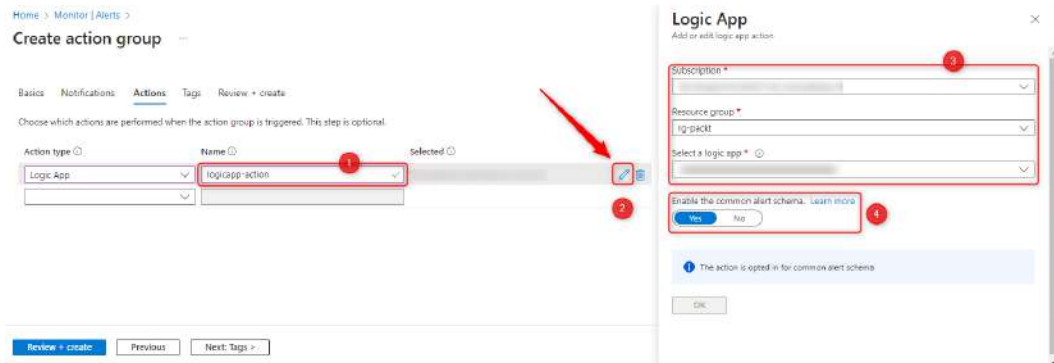 Home > Monitor | Alerts >
Create action group ...
Basics Notifications Actions Tags Review + create
Choose which actions are performed when the action group is triggered. This step is optional.
Action type Name Selected
Logic App logicapp-action
1
2
Review + create Previous Next: Tags >
Logic App
Add or edit logic app action
3
Subscription *
Resource group *
rg-packt
Select a logic app *
Enable the common alert schema. Learn more
Yes No
4
The action is opted in for common alert schema
OK